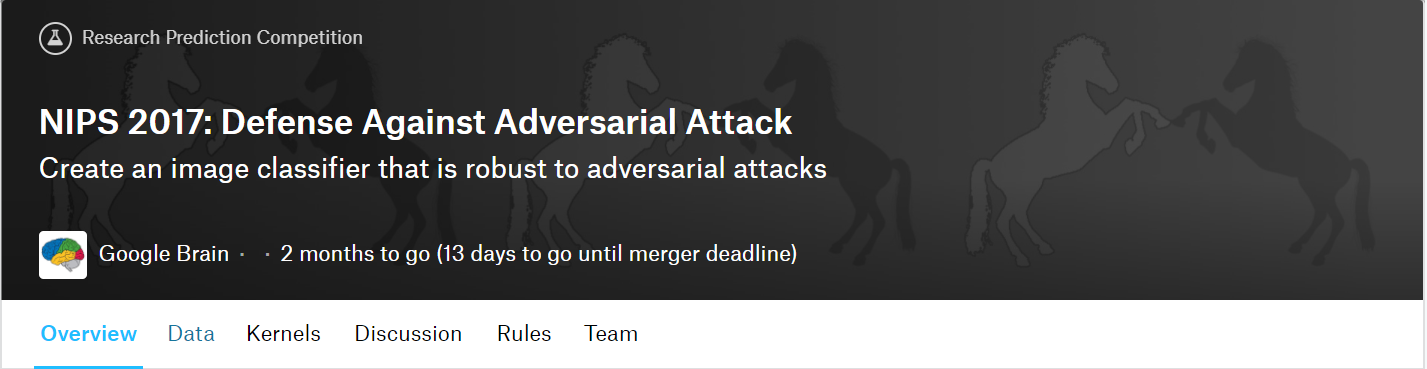 Research Prediction Competition
NIPS 2017: Defense Against Adversarial Attack
Create an image classifier that is robust to adversarial attacks
Google Brain · · 2 months to go (13 days to go until merger deadline)
Overview Data Kernels Discussion Rules Team